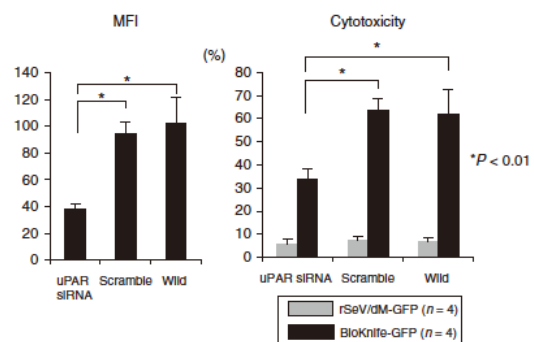 MFI
Cytotoxicity
(%)
140
120
100
80
60
40
20
0
*
*
uPAR siRNA
Scramble
Wild
80
70
60
50
40
30
20
10
0
*
*
*P < 0.01
uPAR siRNA
Scramble
Wild
rSeV/dM-GFP (n = 4)
BioKnife-GFP (n = 4)